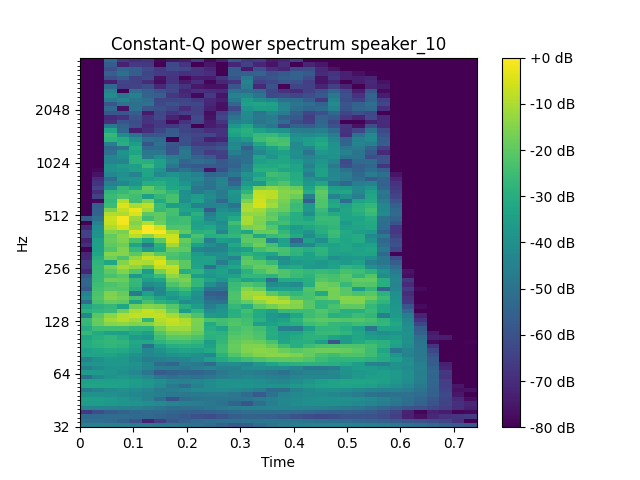 Constant-Q power spectrum speaker_10
Hz
2048
1024
512
256
128
64
32
0 0.1 0.2 0.3 0.4 0.5 0.6 0.7
Time
+0 dB
-10 dB
-20 dB
-30 dB
-40 dB
-50 dB
-60 dB
-70 dB
-80 dB